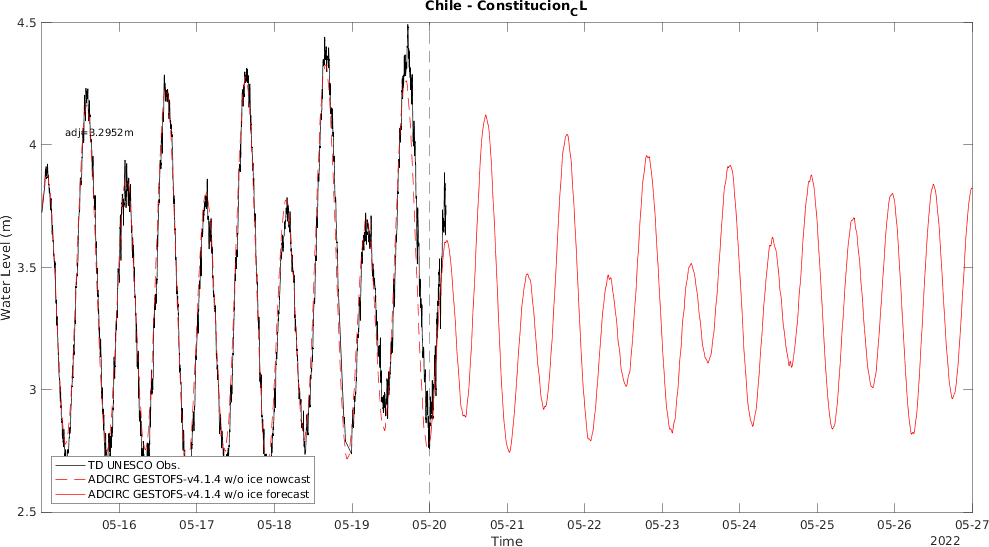 Chile - Constitucion_CL
4.5
4
3.5
3
2.5
Water Level (m)
adj=3.2952m
TD UNESCO Obs.
ADCIRC GESTOFS-v4.1.4 w/o ice nowcast
ADCIRC GESTOFS-v4.1.4 w/o ice forecast
05-16 05-17 05-18 05-19 05-20 05-21 05-22 05-23 05-24 05-25 05-26 05-27
Time
2022